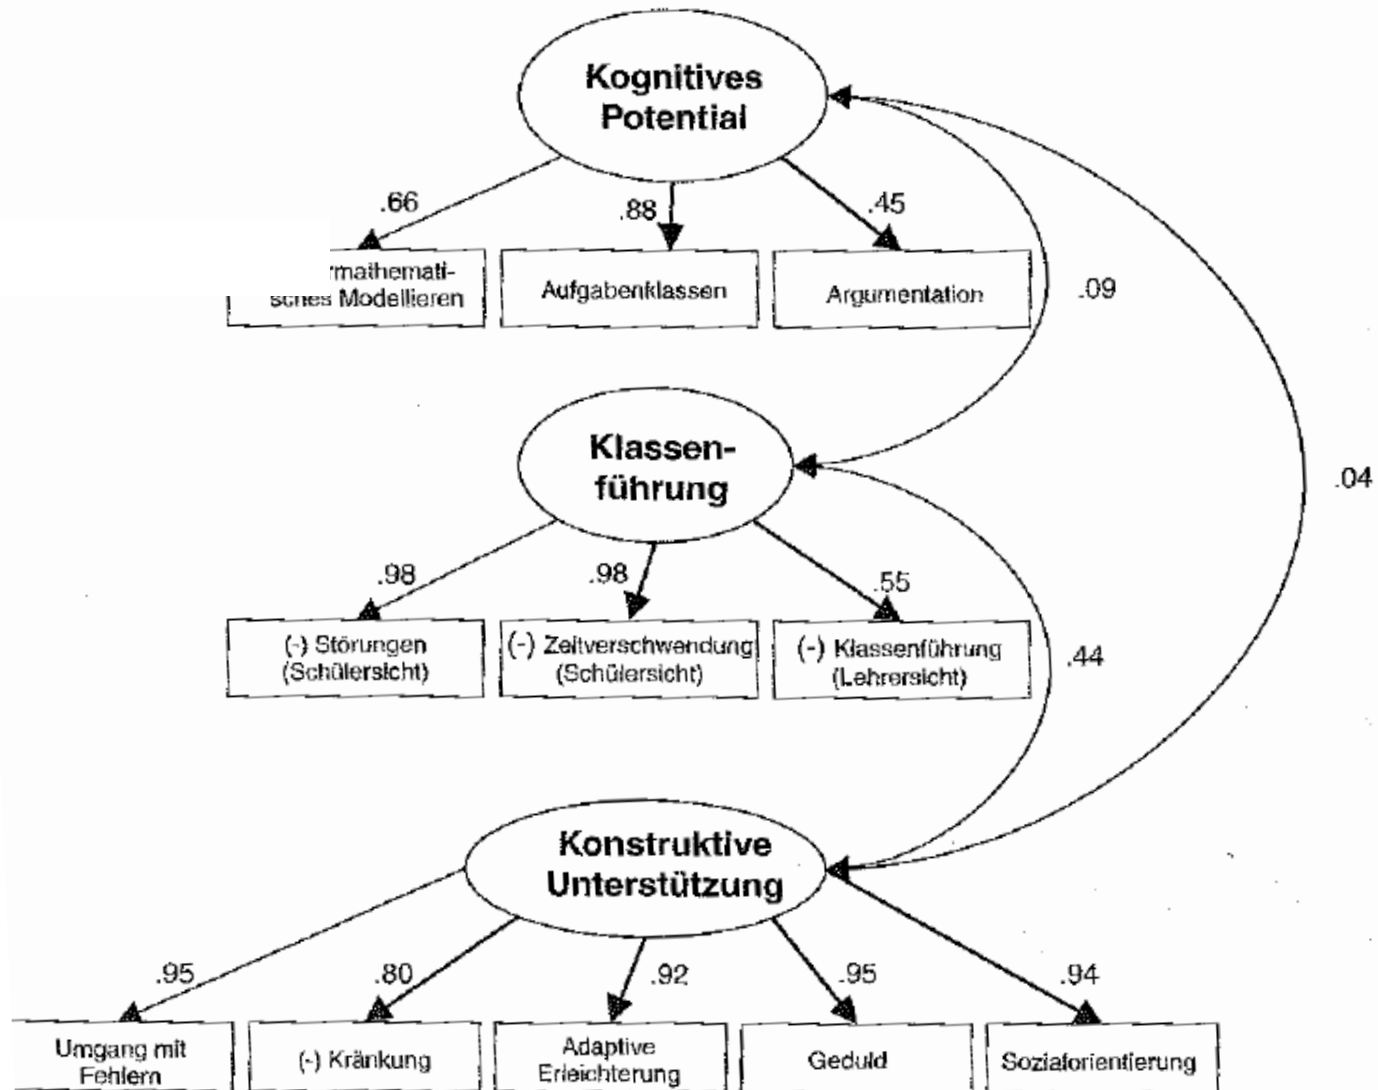 Kognitives
Potential
.66
.88
.45
rmathemati-
sches Modellieren
Aufgabenklassen
Argumentation
.09
Klassen-
führung
.04
.98
.98
.55
(-) Störungen
(Schülersicht)
(-) Zeitverschwendung
(Schülersicht)
(-) Klassenführung
(Lehrersicht)
.44
Konstruktive
Unterstützung
.95
.80
.92
.95
.94
Umgang mit
Fehlern
(-) Kränkung
Adaptive
Erleichterung
Geduld
Sozialorientierung